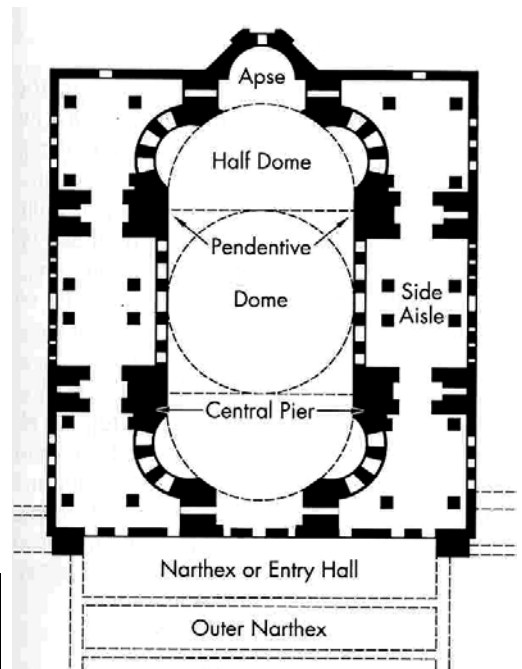 Apse
Half Dome
Pendentive
Dome
Side
Aisle
Central Pier
Narthex or Entry Hall
Outer Narthex